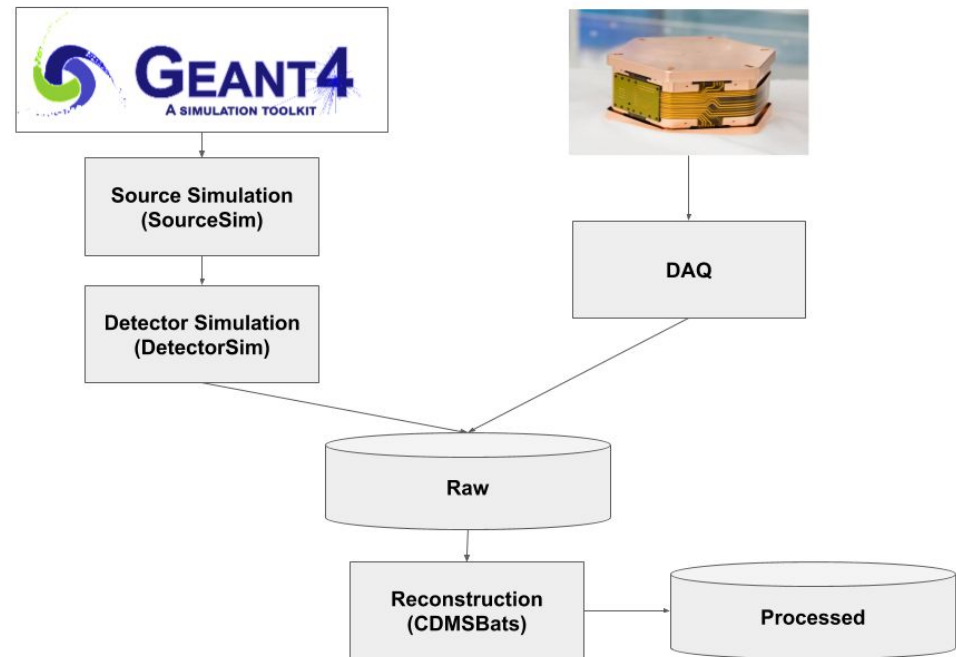 GEANT4
A SIMULATION TOOLKIT
Source Simulation
(SourceSim)
Detector Simulation
(DetectorSim)
DAQ
Raw
Reconstruction
(CDMSBats)
Processed